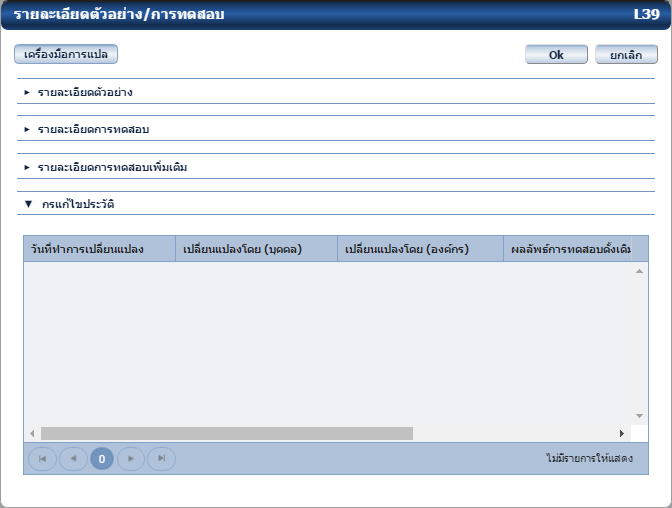 รายละเอียดตัวอย่าง/การทดสอบ L39
เครื่องมือการแปล Ok ยกเลิก
รายละเอียดตัวอย่าง
รายละเอียดการทดสอบ
รายละเอียดการทดสอบเพิ่มเติม
กรแก้ไขประวัติ
วันที่ทำการเปลี่ยนแปลง เปลี่ยนแปลงโดย (บุคคล) เปลี่ยนแปลงโดย (องค์กร) ผลลัพธ์การทดสอบดั้งเดิม
0 ไม่มีรายการให้แสดง